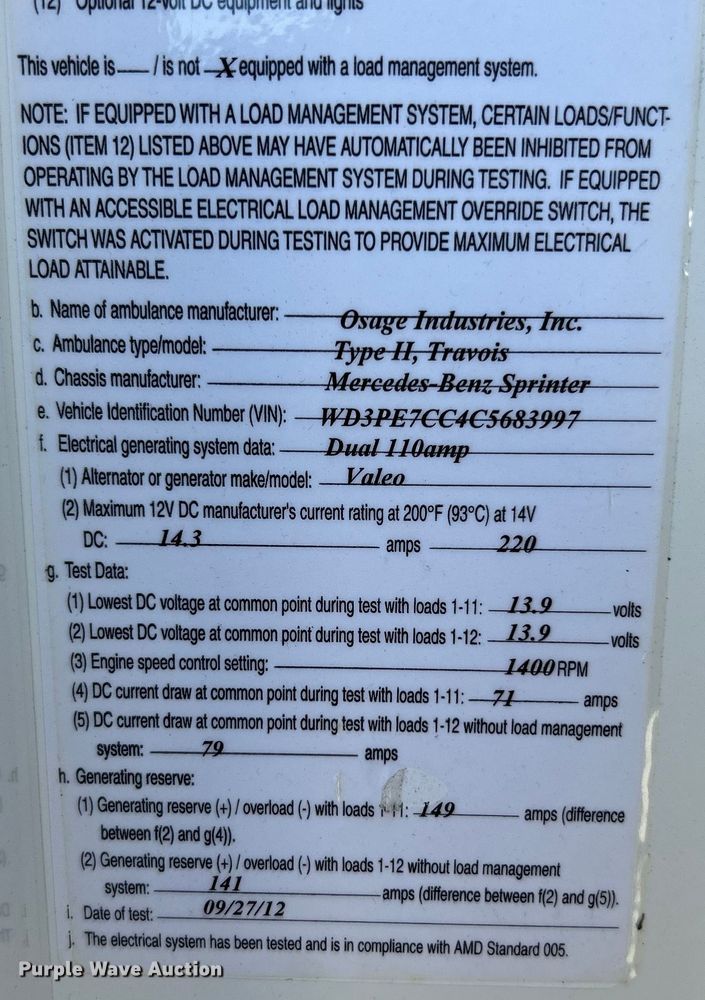 (12) Optional 12-volt DC equipment and lights
This vehicle is ___ / is not X equipped with a load management system.
NOTE: IF EQUIPPED WITH A LOAD MANAGEMENT SYSTEM, CERTAIN LOADS/FUNCT-
IONS (ITEM 12) LISTED ABOVE MAY HAVE AUTOMATICALLY BEEN INHIBITED FROM
OPERATING BY THE LOAD MANAGEMENT SYSTEM DURING TESTING. IF EQUIPPED
WITH AN ACCESSIBLE ELECTRICAL LOAD MANAGEMENT OVERRIDE SWITCH, THE
SWITCH WAS ACTIVATED DURING TESTING TO PROVIDE MAXIMUM ELECTRICAL
LOAD ATTAINABLE.
b. Name of ambulance manufacturer: Osage Industries, Inc.
c. Ambulance type/model: Type II, Travois
d. Chassis manufacturer: Mercedes-Benz Sprinter
e. Vehicle Identification Number (VIN): WD3PE7CC4C5683997
f. Electrical generating system data: Dual 110amp
(1) Alternator or generator make/model: Valeo
(2) Maximum 12V DC manufacturer's current rating at 200°F (93°C) at 14V
DC: 14.3 amps 220
g. Test Data:
(1) Lowest DC voltage at common point during test with loads 1-11: 13.9 volts
(2) Lowest DC voltage at common point during test with loads 1-12: 13.9 volts
(3) Engine speed control setting: 1400 RPM
(4) DC current draw at common point during test with loads 1-11: 71 amps
(5) DC current draw at common point during test with loads 1-12 without load management
system: 79 amps
h. Generating reserve:
(1) Generating reserve (+) / overload (-) with loads 1-11: 149 amps (difference
between f(2) and g(4)).
(2) Generating reserve (+) / overload (-) with loads 1-12 without load management
system: 141 amps (difference between f(2) and g(5)).
i. Date of test: 09/27/12
j. The electrical system has been tested and is in compliance with AMD Standard 005.
Purple Wave Auction